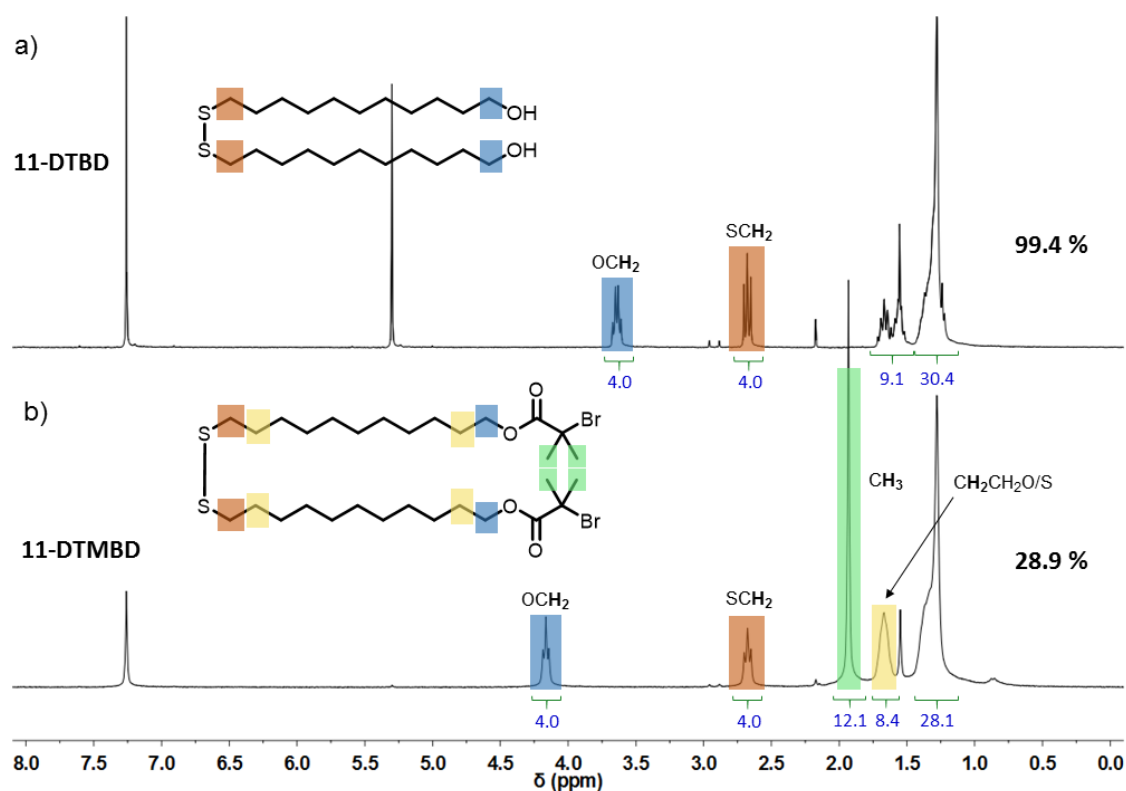 a)
S
OH
S
OH
11-DTBD
SCH₂
OCH₂
99.4 %
4.0
4.0
9.1
30.4
b)
O
Br
S
O
CH₃
CH₂CH₂O/S
S
O
Br
O
11-DTMBD
28.9 %
OCH₂
SCH₂
4.0
4.0
12.1
8.4
28.1
8.0 7.5 7.0 6.5 6.0 5.5 5.0 4.5 4.0 3.5 3.0 2.5 2.0 1.5 1.0 0.0
δ (ppm)